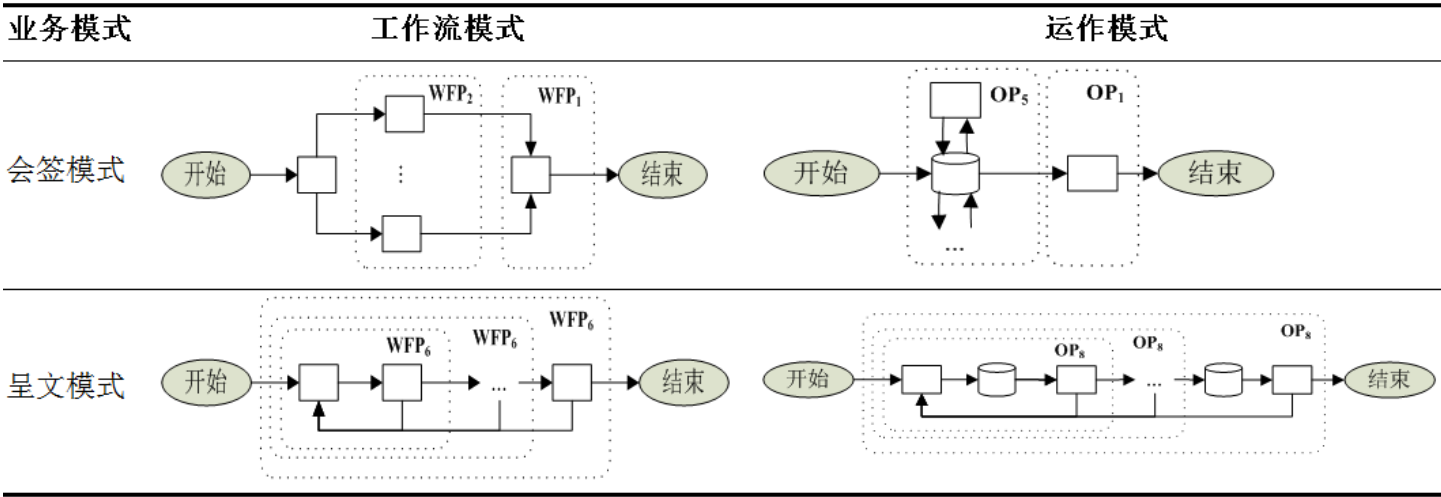 业务模式 工作流模式 运作模式
会签模式
开始 WFP₂ ⋮ WFP₁ 结束
开始 OP₅ ... OP₁ 结束
呈文模式
开始 WFP₆ WFP₆ ... WFP₆ 结束
开始 OP₈ OP₈ ... OP₈ 结束